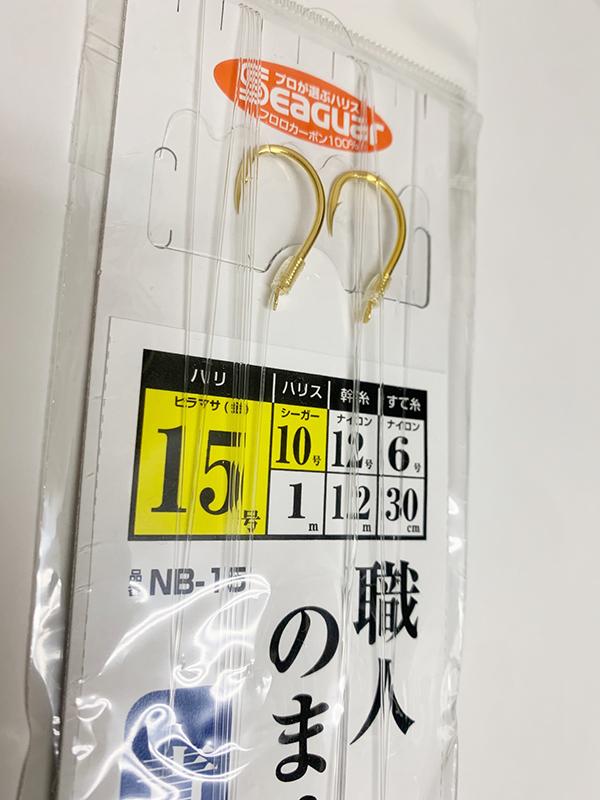 プロが選ぶハリス
Seaguar
フロロカーボン100%
ハリ ハリス 幹糸 すて糸
ヒラマサ シーガー ナイロン ナイロン
15号 10号 12号 6号
1m 12m 30cm
NB-15
職人
のま